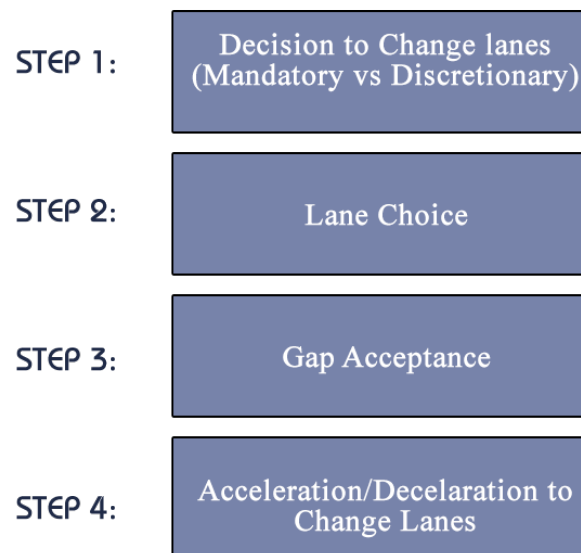 STEP 1:
Decision to Change lanes
(Mandatory vs Discretionary)
STEP 2:
Lane Choice
STEP 3:
Gap Acceptance
STEP 4:
Acceleration/Decelaration to
Change Lanes